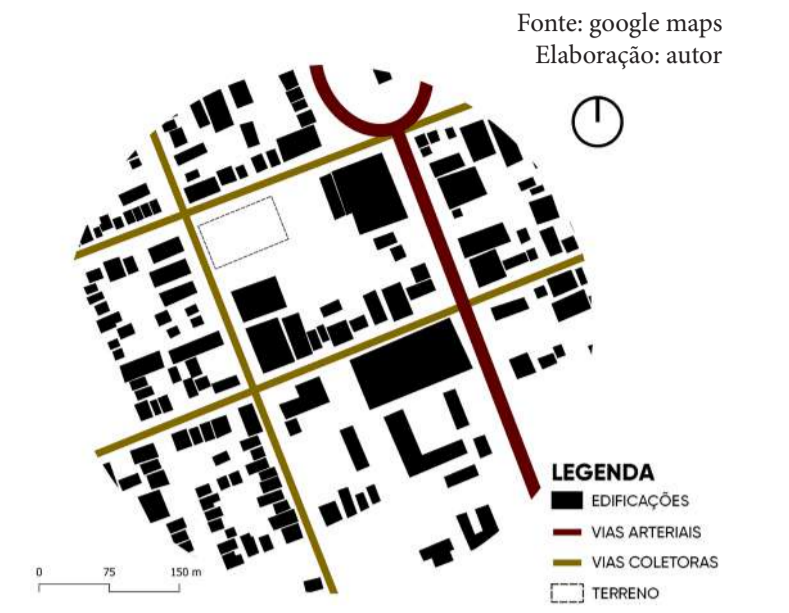 Fonte: google maps
Elaboração: autor
LEGENDA
EDIFICAÇÕES
VIAS ARTERIAIS
VIAS COLETORAS
TERRENO
0 75 150 m